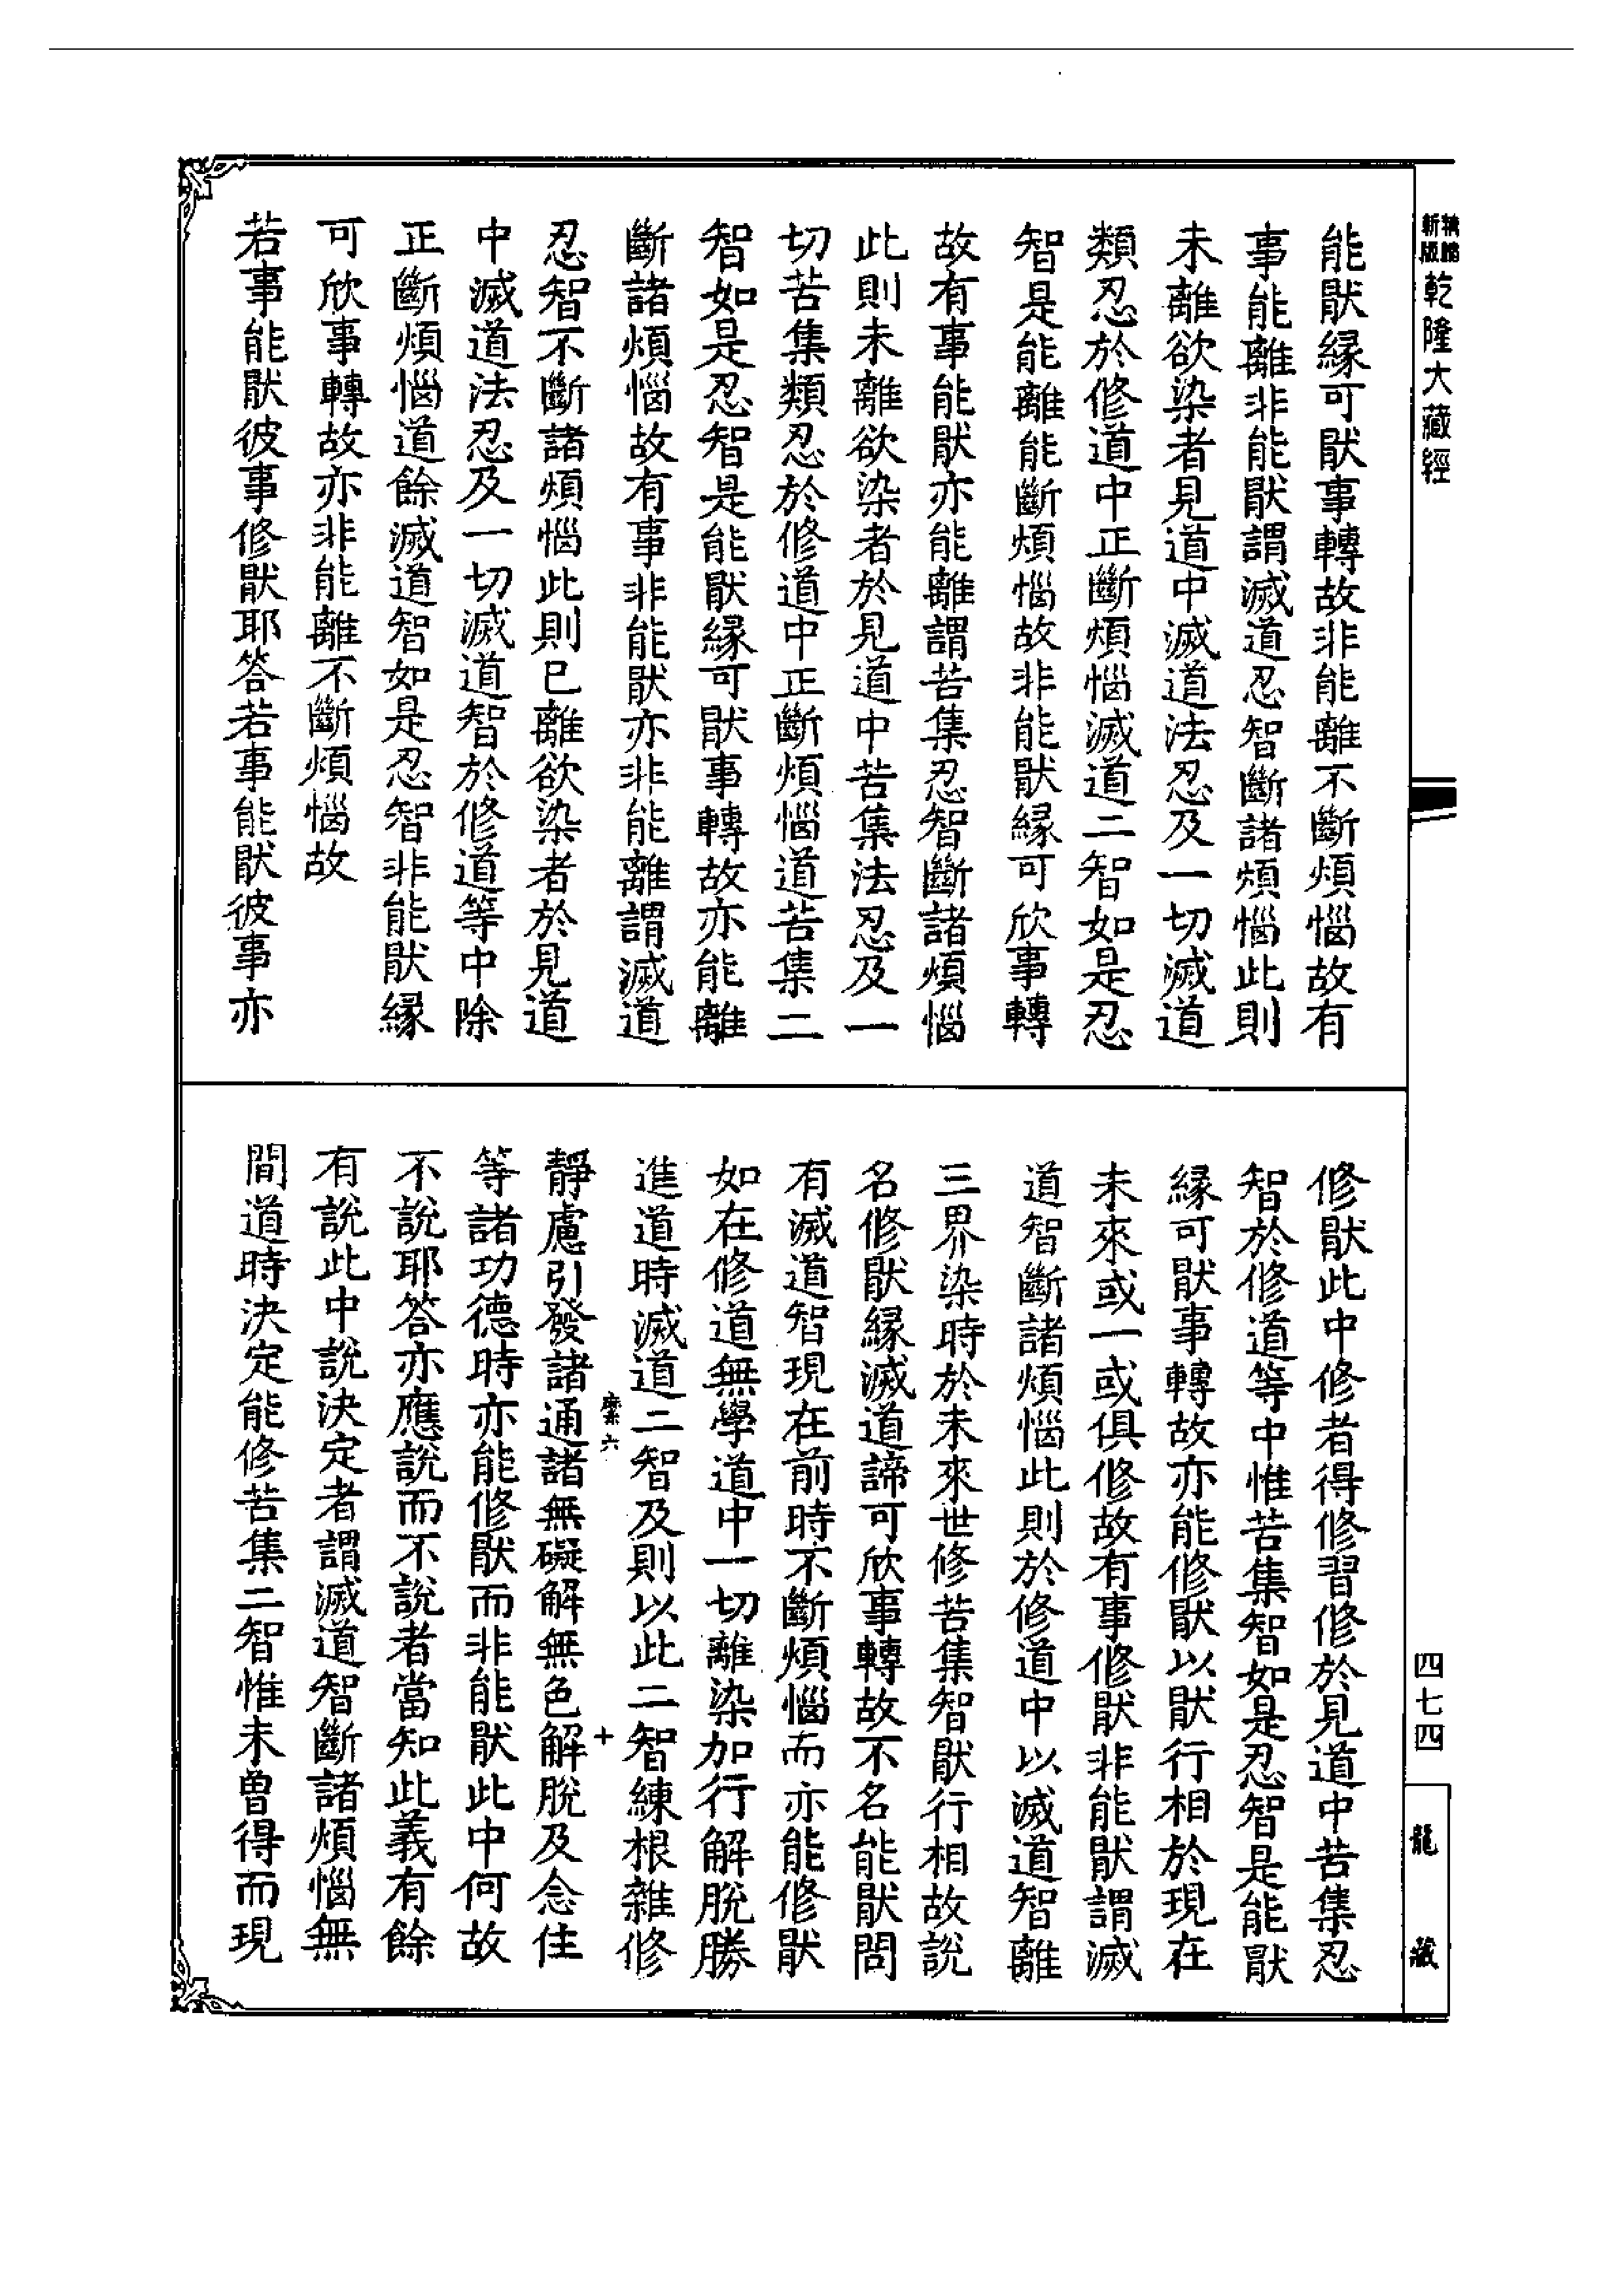 新版
乾隆大藏經
能猒緣可猒事轉故非能離不斷煩惱故有
事能離非能猒謂滅道忍智斷諸煩惱此則
未離欲染者見道中滅道法忍及一切滅道
類忍於修道中正斷煩惱滅道二智如是忍
智是能離能斷煩惱故非能猒緣可欣事轉
故有事能猒亦能離謂苦集忍智斷諸煩惱
此則未離欲染者於見道中苦集法忍及一
切苦集類忍於修道中正斷煩惱道苦集二
智如是忍智是能猒緣可猒事轉故亦能離
斷諸煩惱故有事非能猒亦非能離謂滅道
忍智不斷諸煩惱此則已離欲染者於見道
中滅道法忍及一切滅道智於修道等中除
正斷煩惱道餘滅道智如是忍智非能猒緣
可欣事轉故亦非能離不斷煩惱故
若事能猒彼事修猒耶答若事能猒彼事亦
修猒此中修者得修習修於見道中苦集忍
智於修道等中惟苦集智如是忍智是能猒
緣可猒事轉故亦能修猒以猒行相於現在
未來或一或俱修故有事修猒非能猒謂滅
道智斷諸煩惱此則於修道中以滅道智離
三界染時於未來世修苦集智猒行相故說
名修猒緣滅道諦可欣事轉故不名能猒問
有滅道智現在前時不斷煩惱而亦能修猒
如在修道無學道中一切離染加行解脫勝
進道時滅道二智及則以此二智練根雜修
靜慮引發諸通諸無礙解無色解脫及念住
等諸功德時亦能修猒而非能猒此中何故
不說耶答亦應說而不說者當知此義有餘
有說此中說決定者謂滅道智斷諸煩惱無
間道時決定能修苦集二智惟未曾得而現
四七四
龍藏